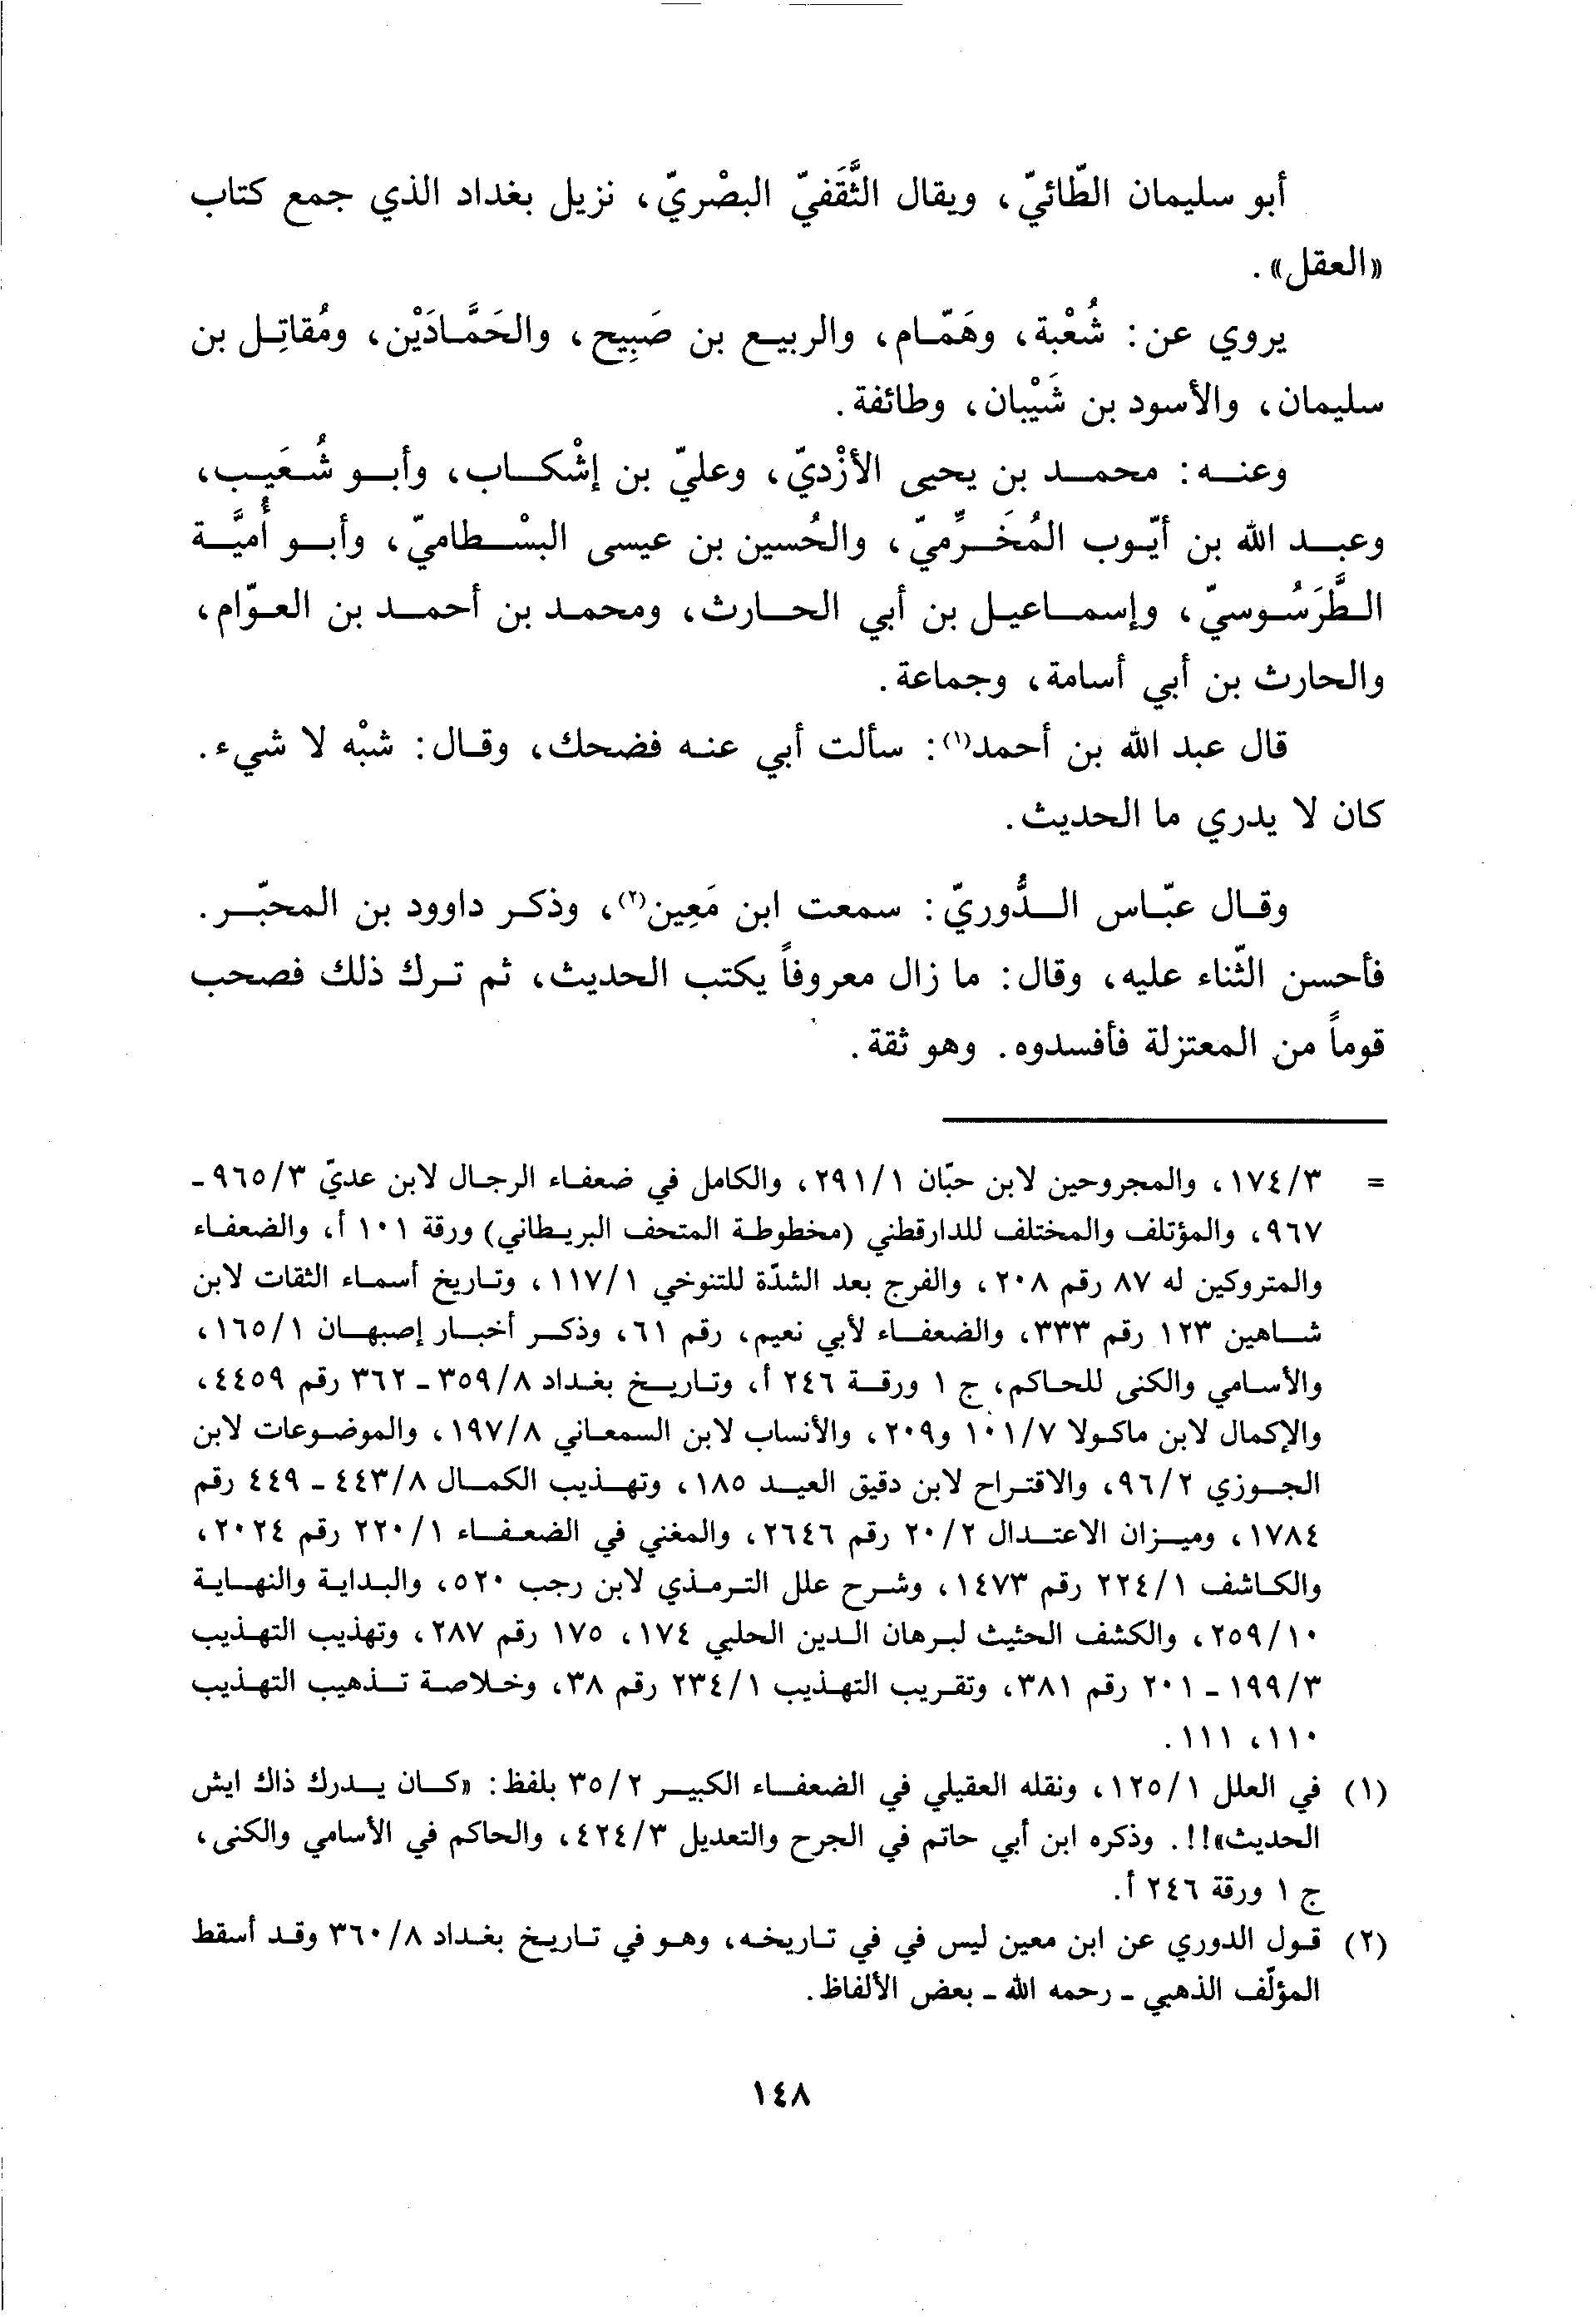 أبو سليمان الطّائيّ، ويقال الثَّقَفيّ البصْريّ، نزيل بغداد الذي جمع كتاب
«العقل».
يروي عن: شُعْبة، وهَمّام، والربيع بن صَبِيح، والحَمَّادَيْن، ومُقاتِل بن
سليمان، والأسود بن شَيْبان، وطائفة.
وعنه: محمد بن يحيى الأزْديّ، وعليّ بن إشْكاب، وأبو شُعَيب،
وعبد الله بن أيّوب المُخَرِّميّ، والحُسين بن عيسى البسْطاميّ، وأبو أُميَّة
الطَّرَسُوسيّ، وإسماعيل بن أبي الحارث، ومحمد بن أحمد بن العوّام،
والحارث بن أبي أسامة، وجماعة.
قال عبد الله بن أحمد(١): سألت أبي عنه فضحك، وقال: شبْه لا شيء.
كان لا يدري ما الحديث.
وقال عبّاس الدُّوريّ: سمعت ابن مَعِين(٢)، وذكر داوود بن المحبّر.
فأحسن الثّناء عليه، وقال: ما زال معروفاً يكتب الحديث، ثم ترك ذلك فصحب
قوماً من المعتزلة فأفسدوه. وهو ثقة.
= ٣/١٧٤، والمجروحين لابن حبّان ١/٢٩١، والكامل في ضعفاء الرجال لابن عديّ ٣/٩٦٥ -
٩٦٧، والمؤتلف والمختلف للدارقطني (مخطوطة المتحف البريطاني) ورقة ١٠١ أ، والضعفاء
والمتروكين له ٨٧ رقم ٢٠٨، والفرج بعد الشدّة للتنوخي ١/١١٧، وتاريخ أسماء الثقات لابن
شاهين ١٢٣ رقم ٣٣٣، والضعفاء لأبي نعيم، رقم ٦١، وذكر أخبار إصبهان ١/١٦٥،
والأسامي والكنى للحاكم، ج ١ ورقة ٢٤٦ أ، وتاريخ بغداد ٨/٣٥٩ - ٣٦٢ رقم ٤٤٥٩،
والإكمال لابن ماكولا ٧/١٠١ و٢٠٩، والأنساب لابن السمعاني ٨/١٩٧، والموضوعات لابن
الجوزي ٢/٩٦، والاقتراح لابن دقيق العيد ١٨٥، وتهذيب الكمال ٨/٤٤٣ - ٤٤٩ رقم
١٧٨٤، وميزان الاعتدال ٢/٢٠ رقم ٢٦٤٦، والمغني في الضعفاء ١/٢٢٠ رقم ٢٠٢٤،
والكاشف ١/٢٢٤ رقم ١٤٧٣، وشرح علل الترمذي لابن رجب ٥٢٠، والبداية والنهاية
١٠/٢٥٩، والكشف الحثيث لبرهان الدين الحلبي ١٧٤، ١٧٥ رقم ٢٨٧، وتهذيب التهذيب
٣/١٩٩ - ٢٠١ رقم ٣٨١، وتقريب التهذيب ١/٢٣٤ رقم ٣٨، وخلاصة تذهيب التهذيب
١١٠، ١١١.
(١) في العلل ١/١٢٥، ونقله العقيلي في الضعفاء الكبير ٢/٣٥ بلفظ: «كان يدرك ذاك ايش
الحديث»!!. وذكره ابن أبي حاتم في الجرح والتعديل ٣/٤٢٤، والحاكم في الأسامي والكنى،
ج ١ ورقة ٢٤٦ أ.
(٢) قول الدوري عن ابن معين ليس في في تاريخه، وهو في تاريخ بغداد ٨/٣٦٠ وقد أسقط
المؤلّف الذهبي - رحمه الله - بعض الألفاظ.
١٤٨